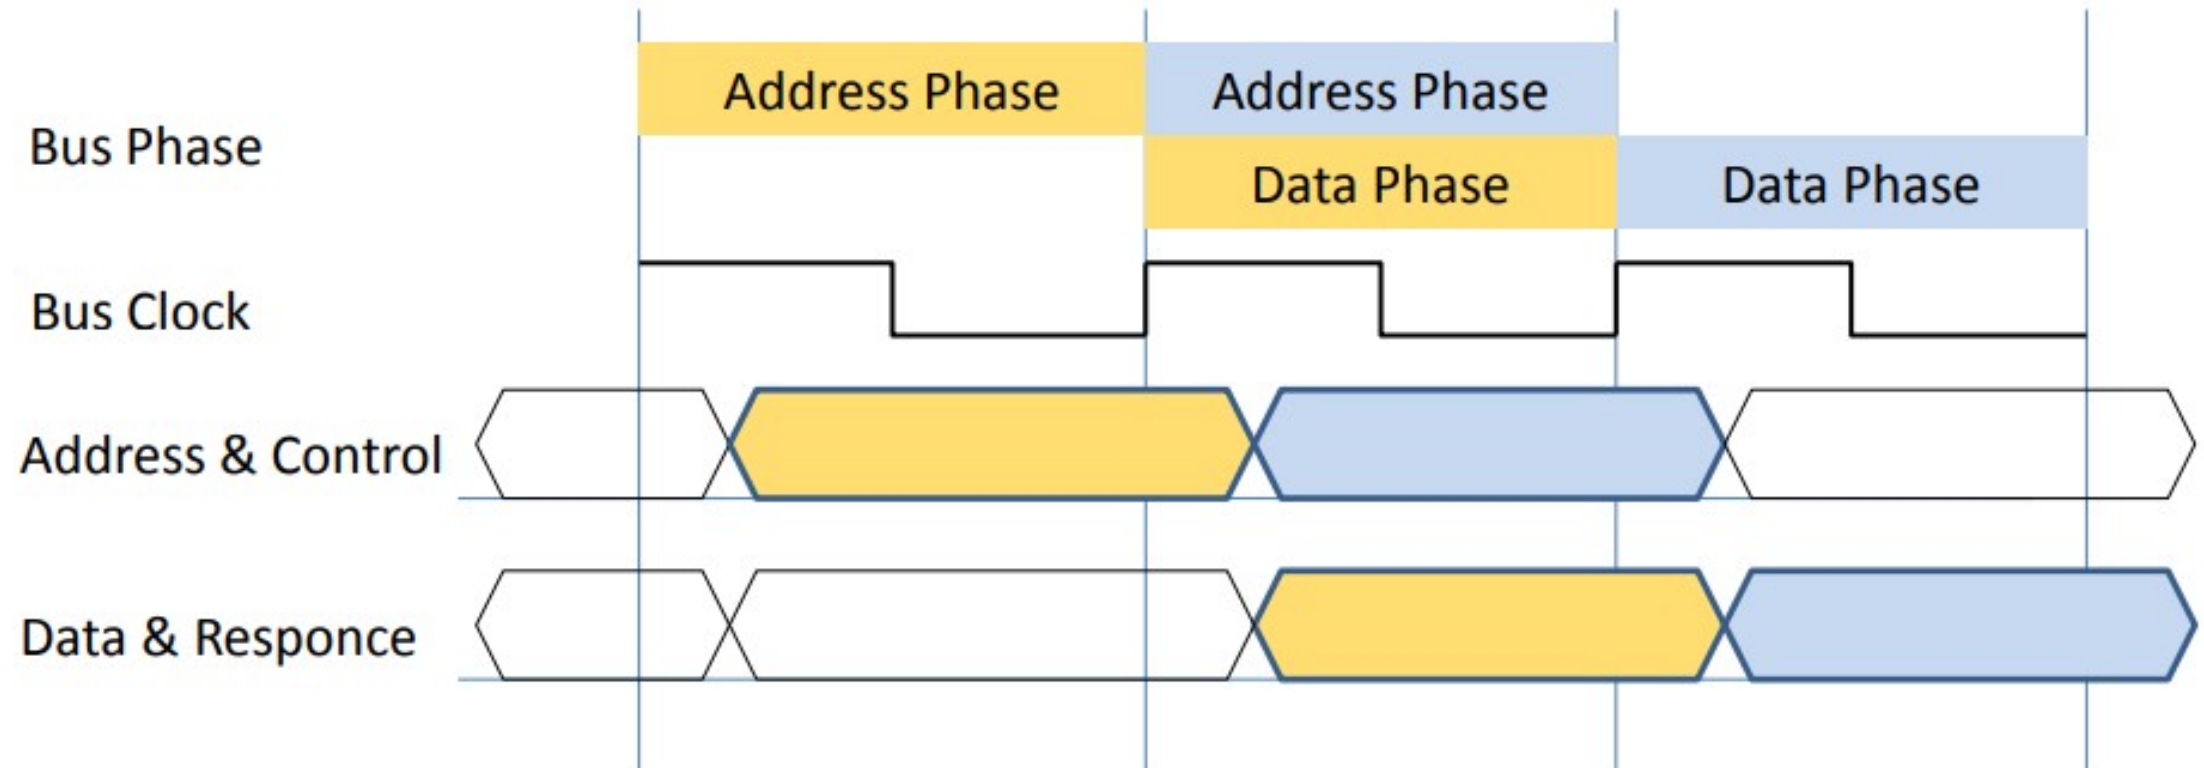 Address Phase
Address Phase
Bus Phase
Data Phase
Data Phase
Bus Clock
Address & Control
Data & Responce